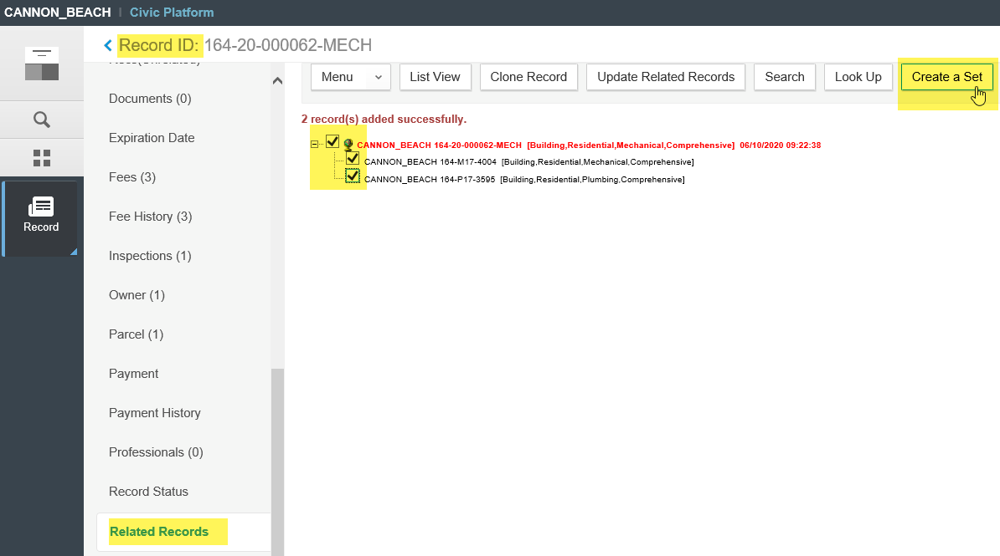 CANNON_BEACH | Civic Platform
Record ID: 164-20-000062-MECH
Menu
List View
Clone Record
Update Related Records
Search
Look Up
Create a Set
Documents (0)
Expiration Date
Fees (3)
Fee History (3)
Inspections (1)
Owner (1)
Parcel (1)
Payment
Payment History
Professionals (0)
Record Status
Related Records
Record
2 record(s) added successfully.
CANNON_BEACH 164-20-000062-MECH [Building,Residential,Mechanical,Comprehensive] 06/10/2020 09:22:38
CANNON_BEACH 164-M17-4004 [Building,Residential,Mechanical,Comprehensive]
CANNON_BEACH 164-P17-3595 [Building,Residential,Plumbing,Comprehensive]